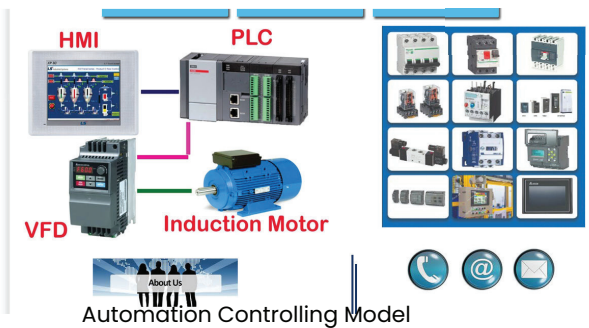 HMI
PLC
VFD
Induction Motor
About Us
@
Automation Controlling Model